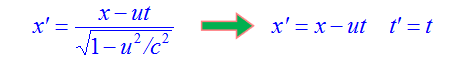 x′ = x − ut / √1 − u²/c² x′ = x − ut t′ = t